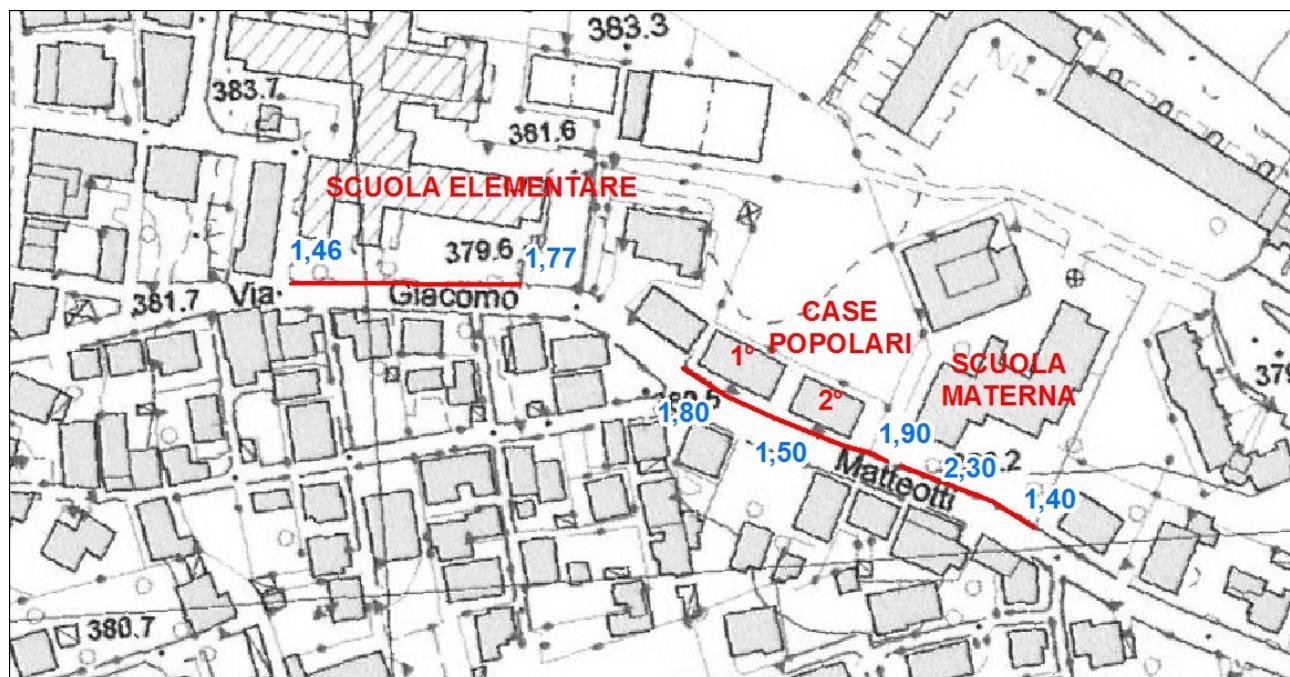 383.3
383.7
381.6
SCUOLA ELEMENTARE
1,46
379.6
1,77
381.7
Via
Giacomo
CASE
POPOLARI
1°
2°
SCUOLA
MATERNA
379
1,80
1,50
1,90
Matteotti
2,30
1,40
380.7